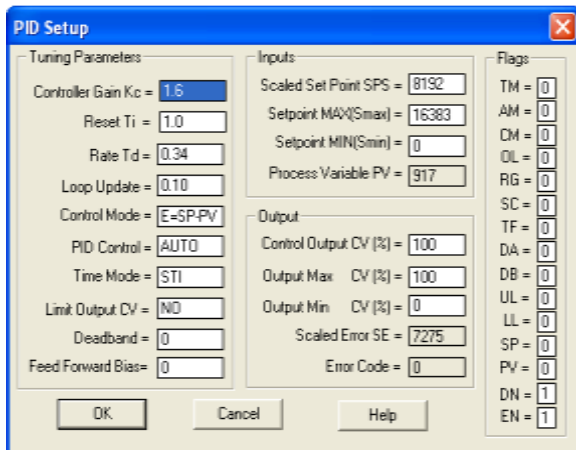 PID Setup
Tuning Parameters
Controller Gain Kc = 1.6
Reset Ti = 1.0
Rate Td = 0.34
Loop Update = 0.10
Control Mode = E=SP-PV
PID Control = AUTO
Time Mode = STI
Limit Output CV = NO
Deadband = 0
Feed Forward Bias= 0
Inputs
Scaled Set Point SPS = 8192
Setpoint MAX(Smax) = 16383
Setpoint MIN(Smin) = 0
Process Variable PV = 917
Output
Control Output CV (%) = 100
Output Max CV (%) = 100
Output Min CV (%) = 0
Scaled Error SE = 7275
Error Code = 0
Flags
TM = 0
AM = 0
CM = 0
OL = 0
RG = 0
SC = 0
TF = 0
DA = 0
DB = 0
UL = 0
LL = 0
SP = 0
PV = 0
DN = 1
EN = 1
OK
Cancel
Help